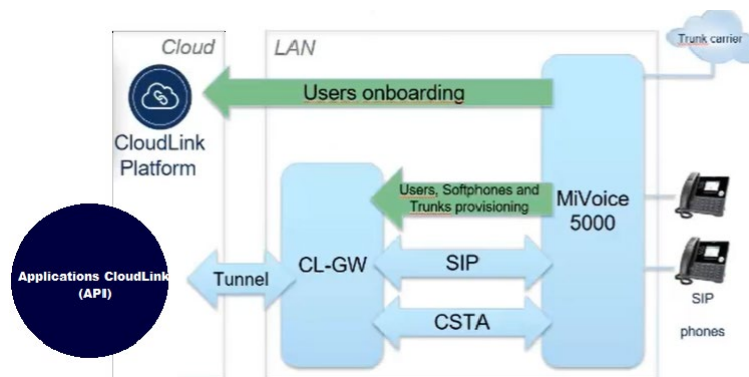 Cloud
LAN
Trunk carrier
Users onboarding
CloudLink
Platform
Users, Softphones and
Trunks provisioning
MiVoice
5000
Applications CloudLink
(API)
Tunnel
CL-GW
SIP
CSTA
SIP
phones